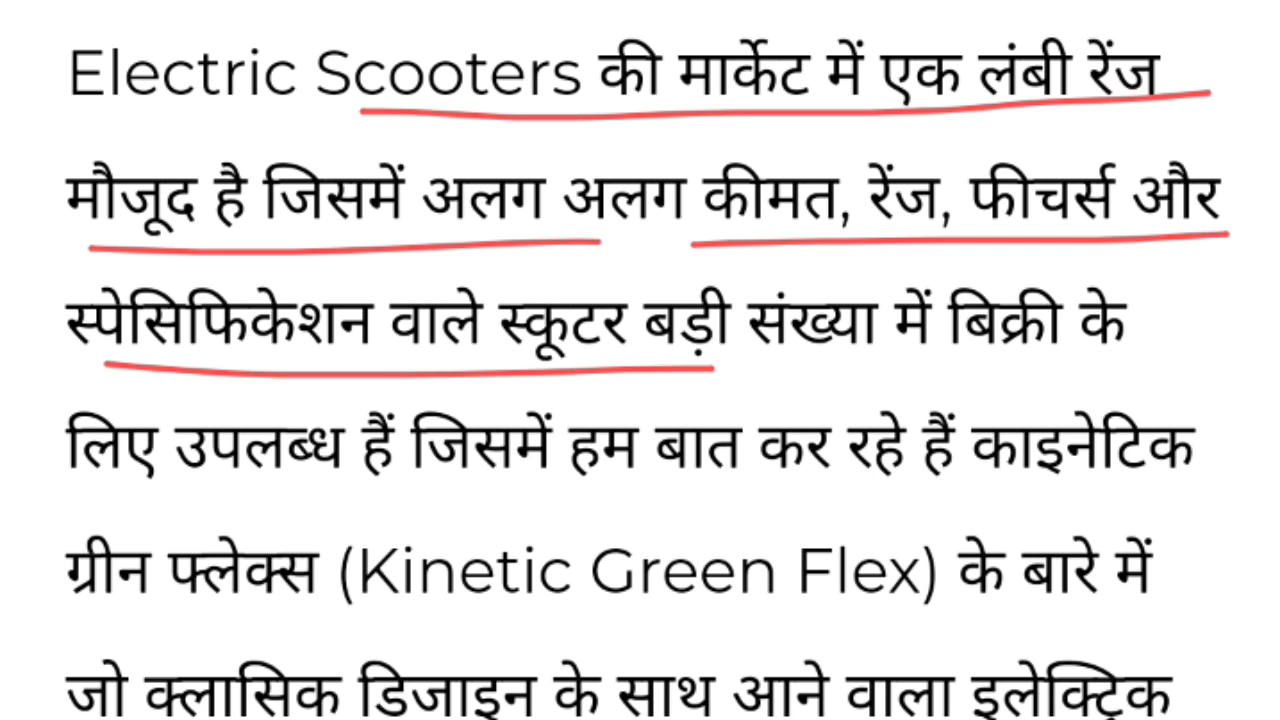 Electric Scooters की मार्केट में एक लंबी रेंज
मौजूद है जिसमें अलग अलग कीमत, रेंज, फीचर्स और
स्पेसिफिकेशन वाले स्कूटर बड़ी संख्या में बिक्री के
लिए उपलब्ध हैं जिसमें हम बात कर रहे हैं काइनेटिक
ग्रीन फ्लेक्स (Kinetic Green Flex) के बारे में
जो क्लासिक डिजाइन के साथ आने वाला इलेक्ट्रिक